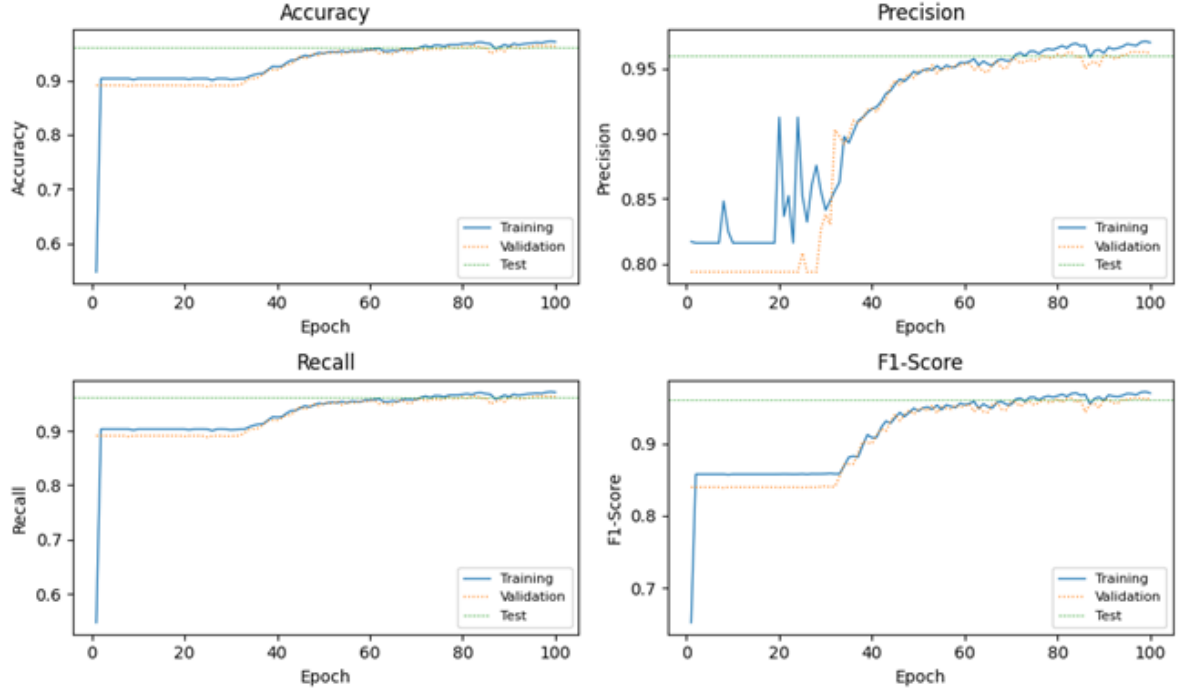 Accuracy
Accuracy
0.9
0.8
0.7
0.6
Training
Validation
Test
0
20
40
60
80
100
Epoch
Precision
Precision
0.95
0.90
0.85
0.80
Training
Validation
Test
0
20
40
60
80
100
Epoch
Recall
Recall
0.9
0.8
0.7
0.6
Training
Validation
Test
0
20
40
60
80
100
Epoch
F1-Score
F1-Score
0.9
0.8
0.7
Training
Validation
Test
0
20
40
60
80
100
Epoch